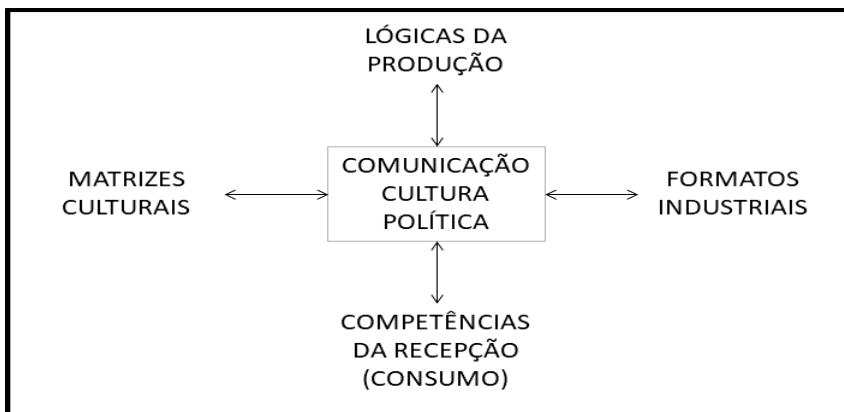 LÓGICAS DA
PRODUÇÃO
MATRIZES
CULTURAIS
COMUNICAÇÃO
CULTURA
POLÍTICA
FORMATOS
INDUSTRIAIS
COMPETÊNCIAS
DA RECEPÇÃO
(CONSUMO)